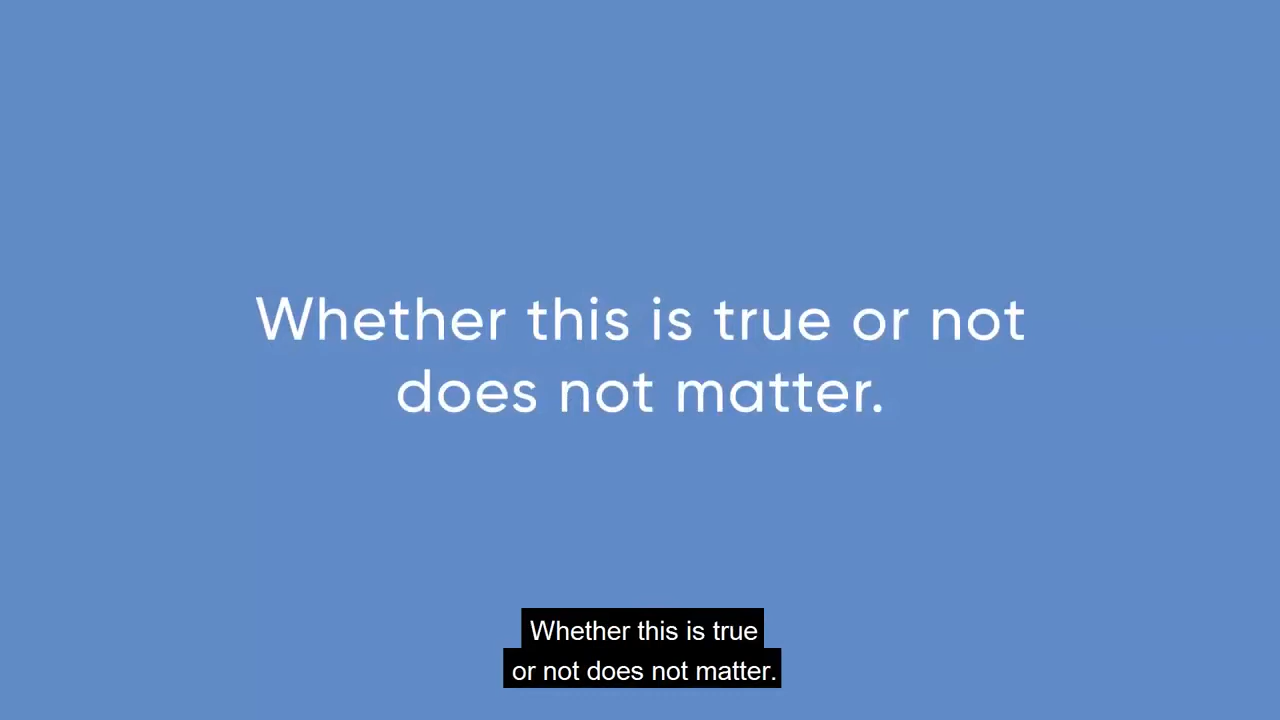 Whether this is true or not
does not matter.
Whether this is true
or not does not matter.